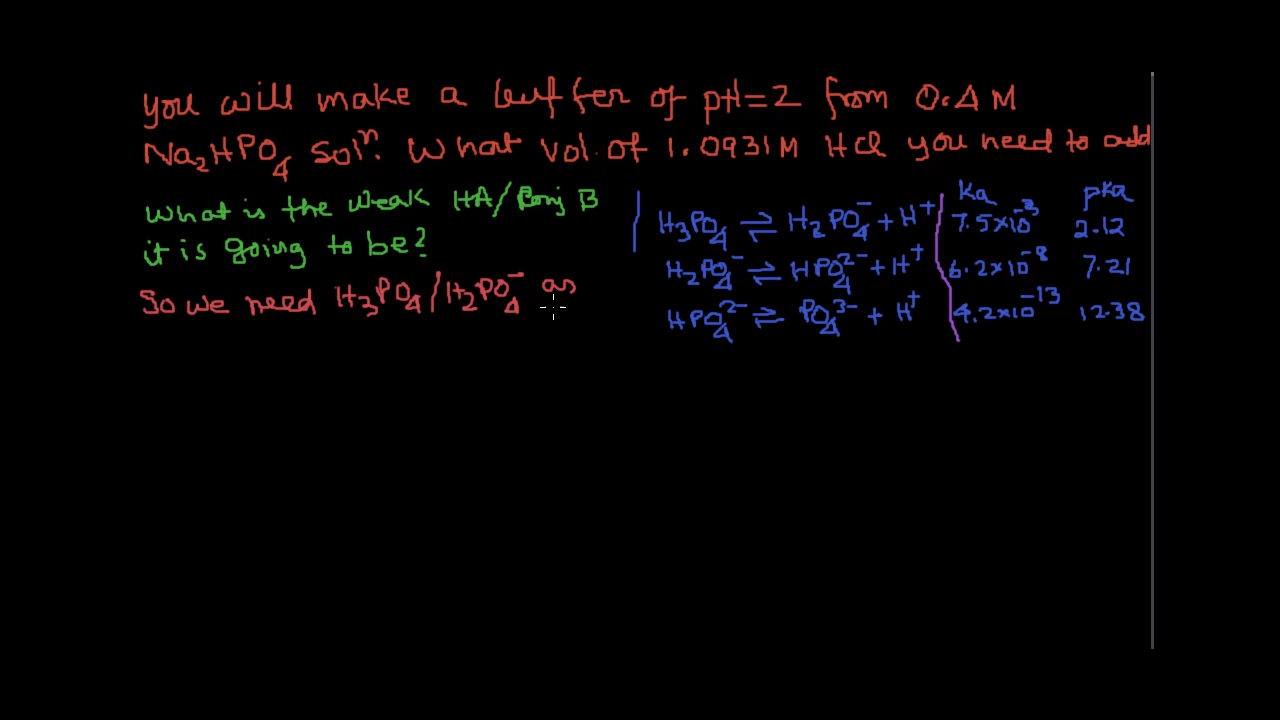 you will make a buffer of pH=2 from 0.4 M
Na₂HPO₄ solⁿ. What vol. of 1.0931M HCl you need to add
What is the weak HA/Conj B
it is going to be?
So we need H₃PO₄/H₂PO₄⁻ as
ka pka
H₃PO₄ ⇌ H₂PO₄⁻ + H⁺ 7.5×10⁻³ 2.12
H₂PO₄⁻ ⇌ HPO₄²⁻ + H⁺ 6.2×10⁻⁸ 7.21
HPO₄²⁻ ⇌ PO₄³⁻ + H⁺ 4.2×10⁻¹³ 12.38